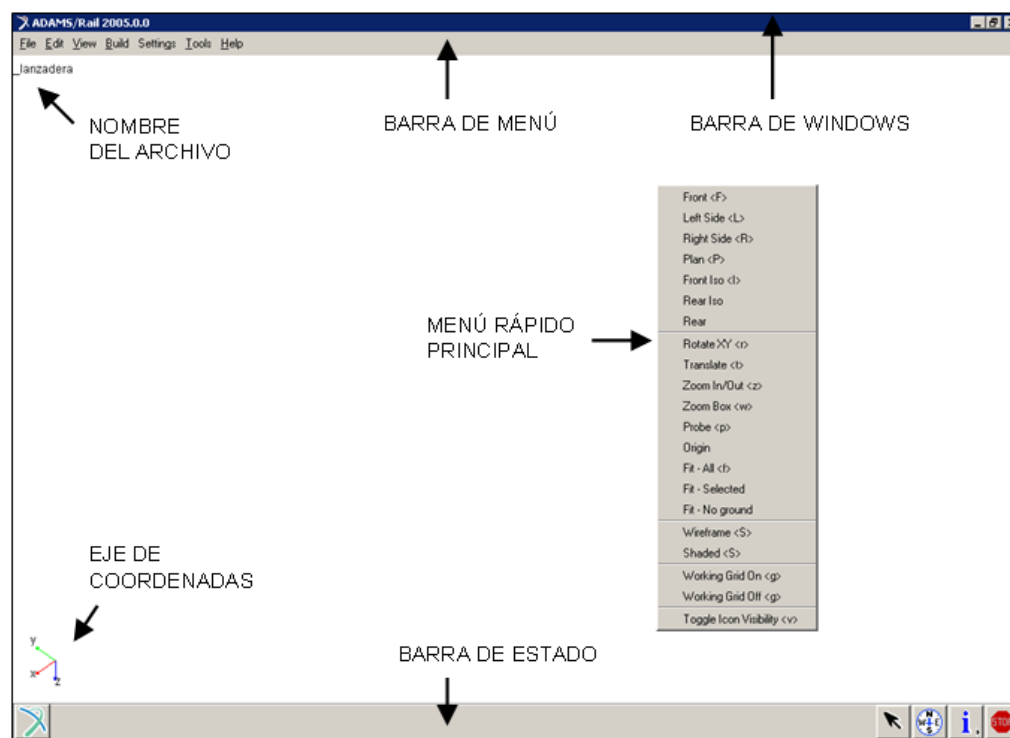 ADAMS/Rail 2005.0.0
File Edit View Build Settings Tools Help
_lanzadera
NOMBRE
DEL ARCHIVO
BARRA DE MENÚ
BARRA DE WINDOWS
Front <F>
Left Side <L>
Right Side <R>
Plan <P>
Front Iso <I>
Rear Iso
Rear
MENÚ RÁPIDO
PRINCIPAL
Rotate XY <r>
Translate <t>
Zoom In/Out <z>
Zoom Box <w>
Probe <p>
Origin
Fit - All <f>
Fit - Selected
Fit - No ground
Wireframe <S>
Shaded <S>
Working Grid On <g>
Working Grid Off <g>
Toggle Icon Visibility <v>
EJE DE
COORDENADAS
y
x
z
BARRA DE ESTADO
N
W E
S
i
STOP